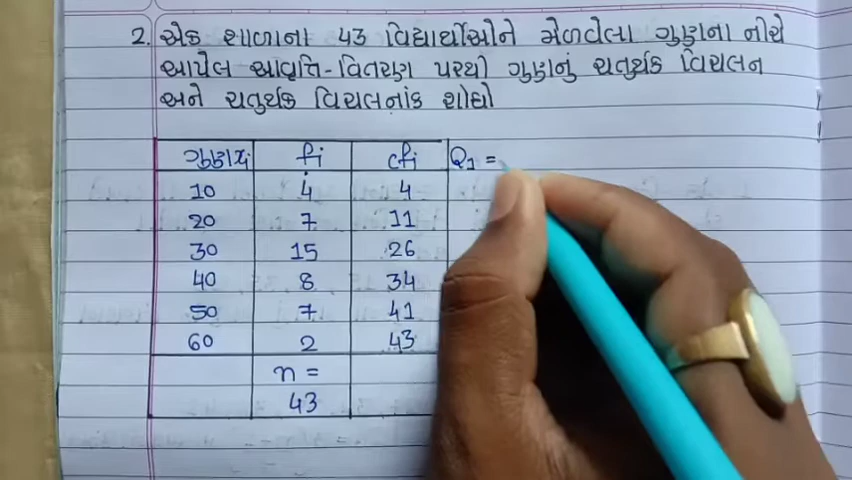 2. એક શાળાના 43 વિદ્યાર્થીઓને મેળવેલા ગુણના નીચે
આપેલ આવૃત્તિ-વિતરણ પરથી ગુણનું ચતુર્થક વિચલન
અને ચતુર્થક વિચલનાંક શોધો
ગુણ xi fi cfi Q1 =
10 4 4
20 7 11
30 15 26
40 8 34
50 7 41
60 2 43
n =
43